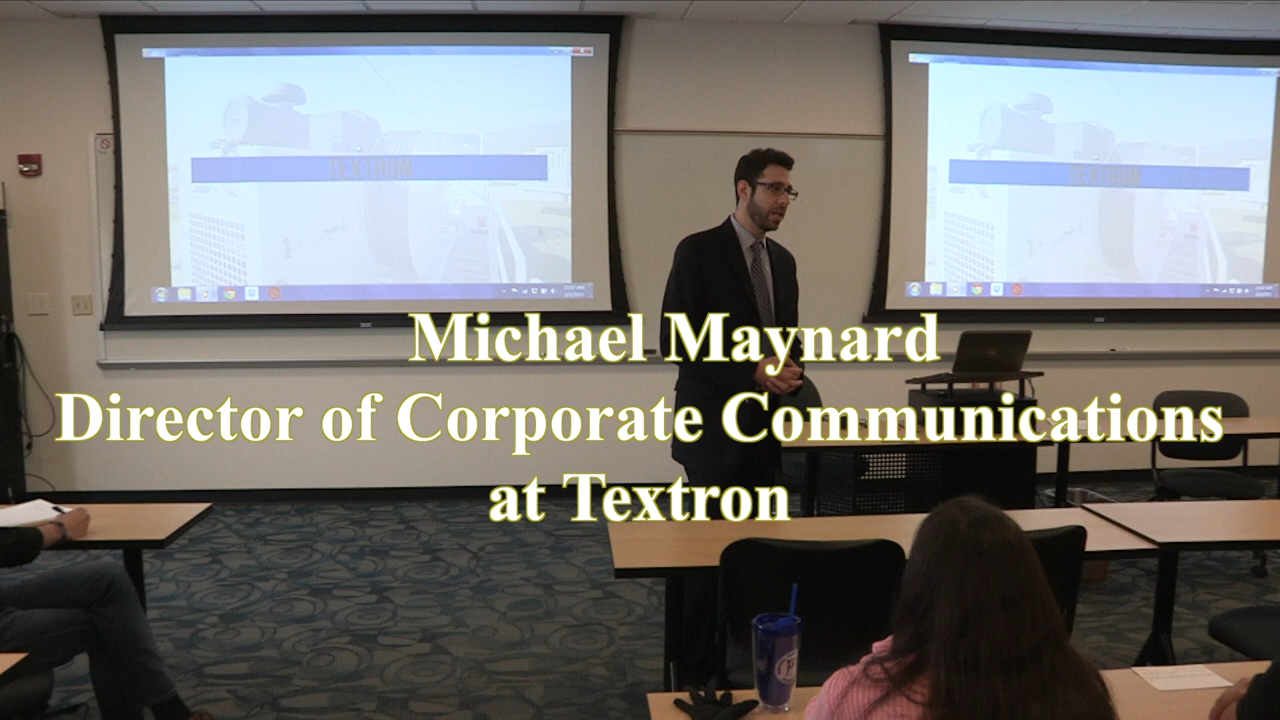 TEXTRON
TEXTRON
Michael Maynard
Director of Corporate Communications
at Textron